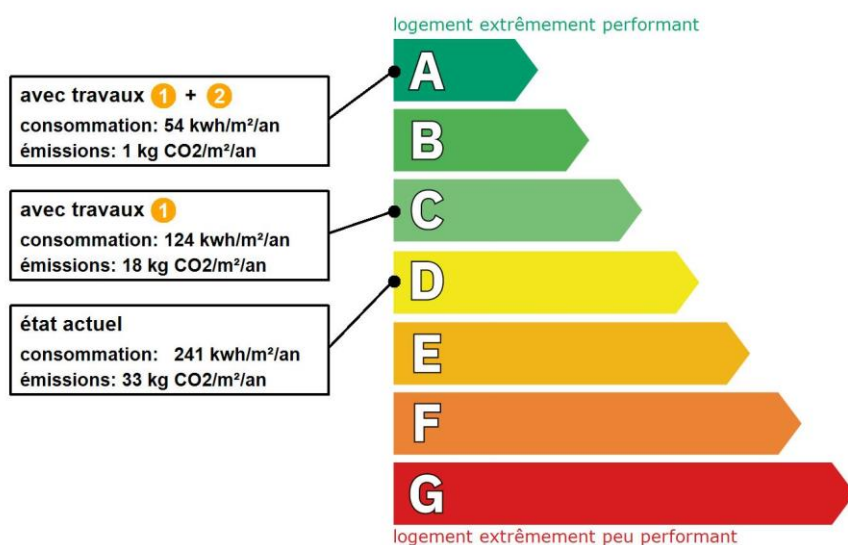 logement extrêmement performant
A
avec travaux 1 + 2
consommation: 54 kwh/m²/an
émissions: 1 kg CO2/m²/an
B
C
avec travaux 1
consommation: 124 kwh/m²/an
émissions: 18 kg CO2/m²/an
D
état actuel
consommation: 241 kwh/m²/an
émissions: 33 kg CO2/m²/an
E
F
G
logement extrêmement peu performant